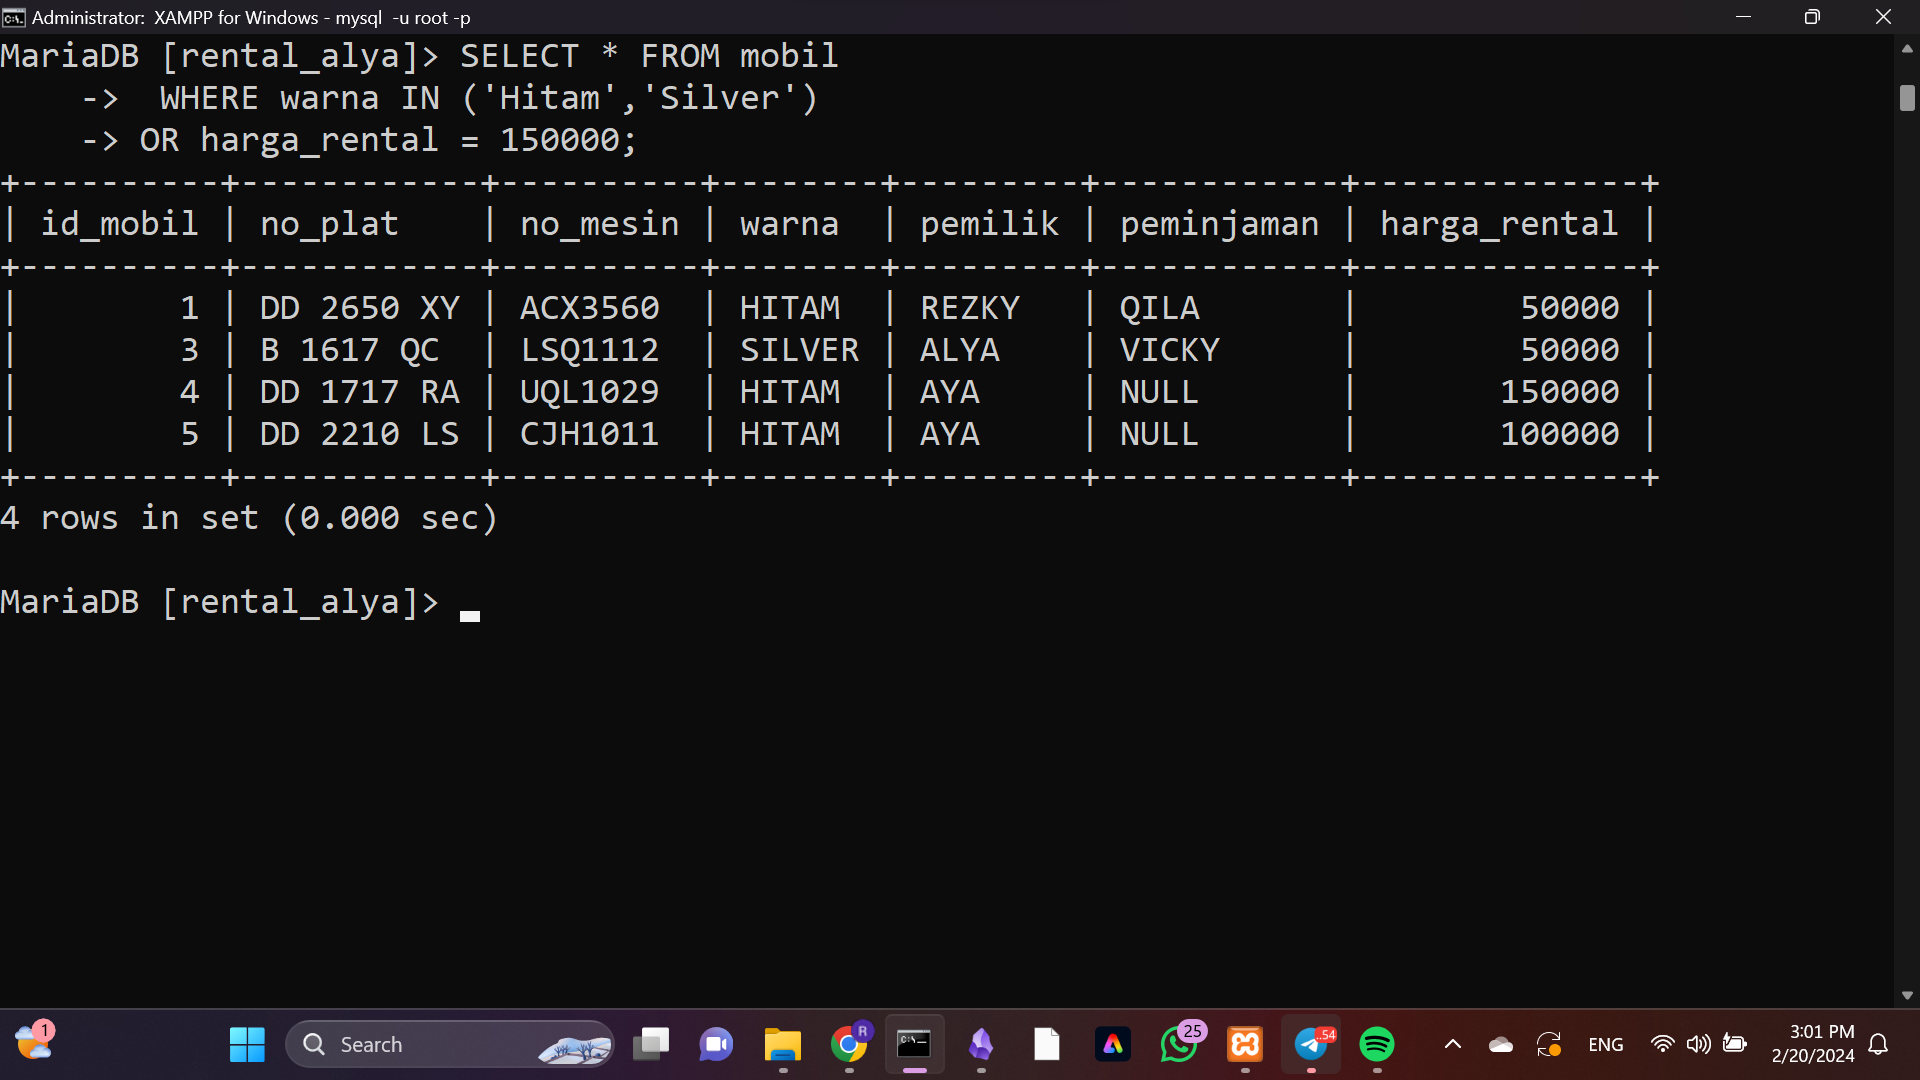 Administrator:  XAMPP for Windows - mysql  -u root -p
MariaDB [rental_alya]> SELECT * FROM mobil
    ->  WHERE warna IN ('Hitam','Silver')
    -> OR harga_rental = 150000;
+----------+------------+----------+--------+---------+------------+--------------+
| id_mobil | no_plat    | no_mesin | warna  | pemilik | peminjaman | harga_rental |
+----------+------------+----------+--------+---------+------------+--------------+
|        1 | DD 2650 XY | ACX3560  | HITAM  | REZKY   | QILA       |        50000 |
|        3 | B 1617 QC  | LSQ1112  | SILVER | ALYA    | VICKY      |        50000 |
|        4 | DD 1717 RA | UQL1029  | HITAM  | AYA     | NULL       |       150000 |
|        5 | DD 2210 LS | CJH1011  | HITAM  | AYA     | NULL       |       100000 |
+----------+------------+----------+--------+---------+------------+--------------+
4 rows in set (0.000 sec)
MariaDB [rental_alya]>
1
Search
R
25
..54
ENG
3:01 PM
2/20/2024